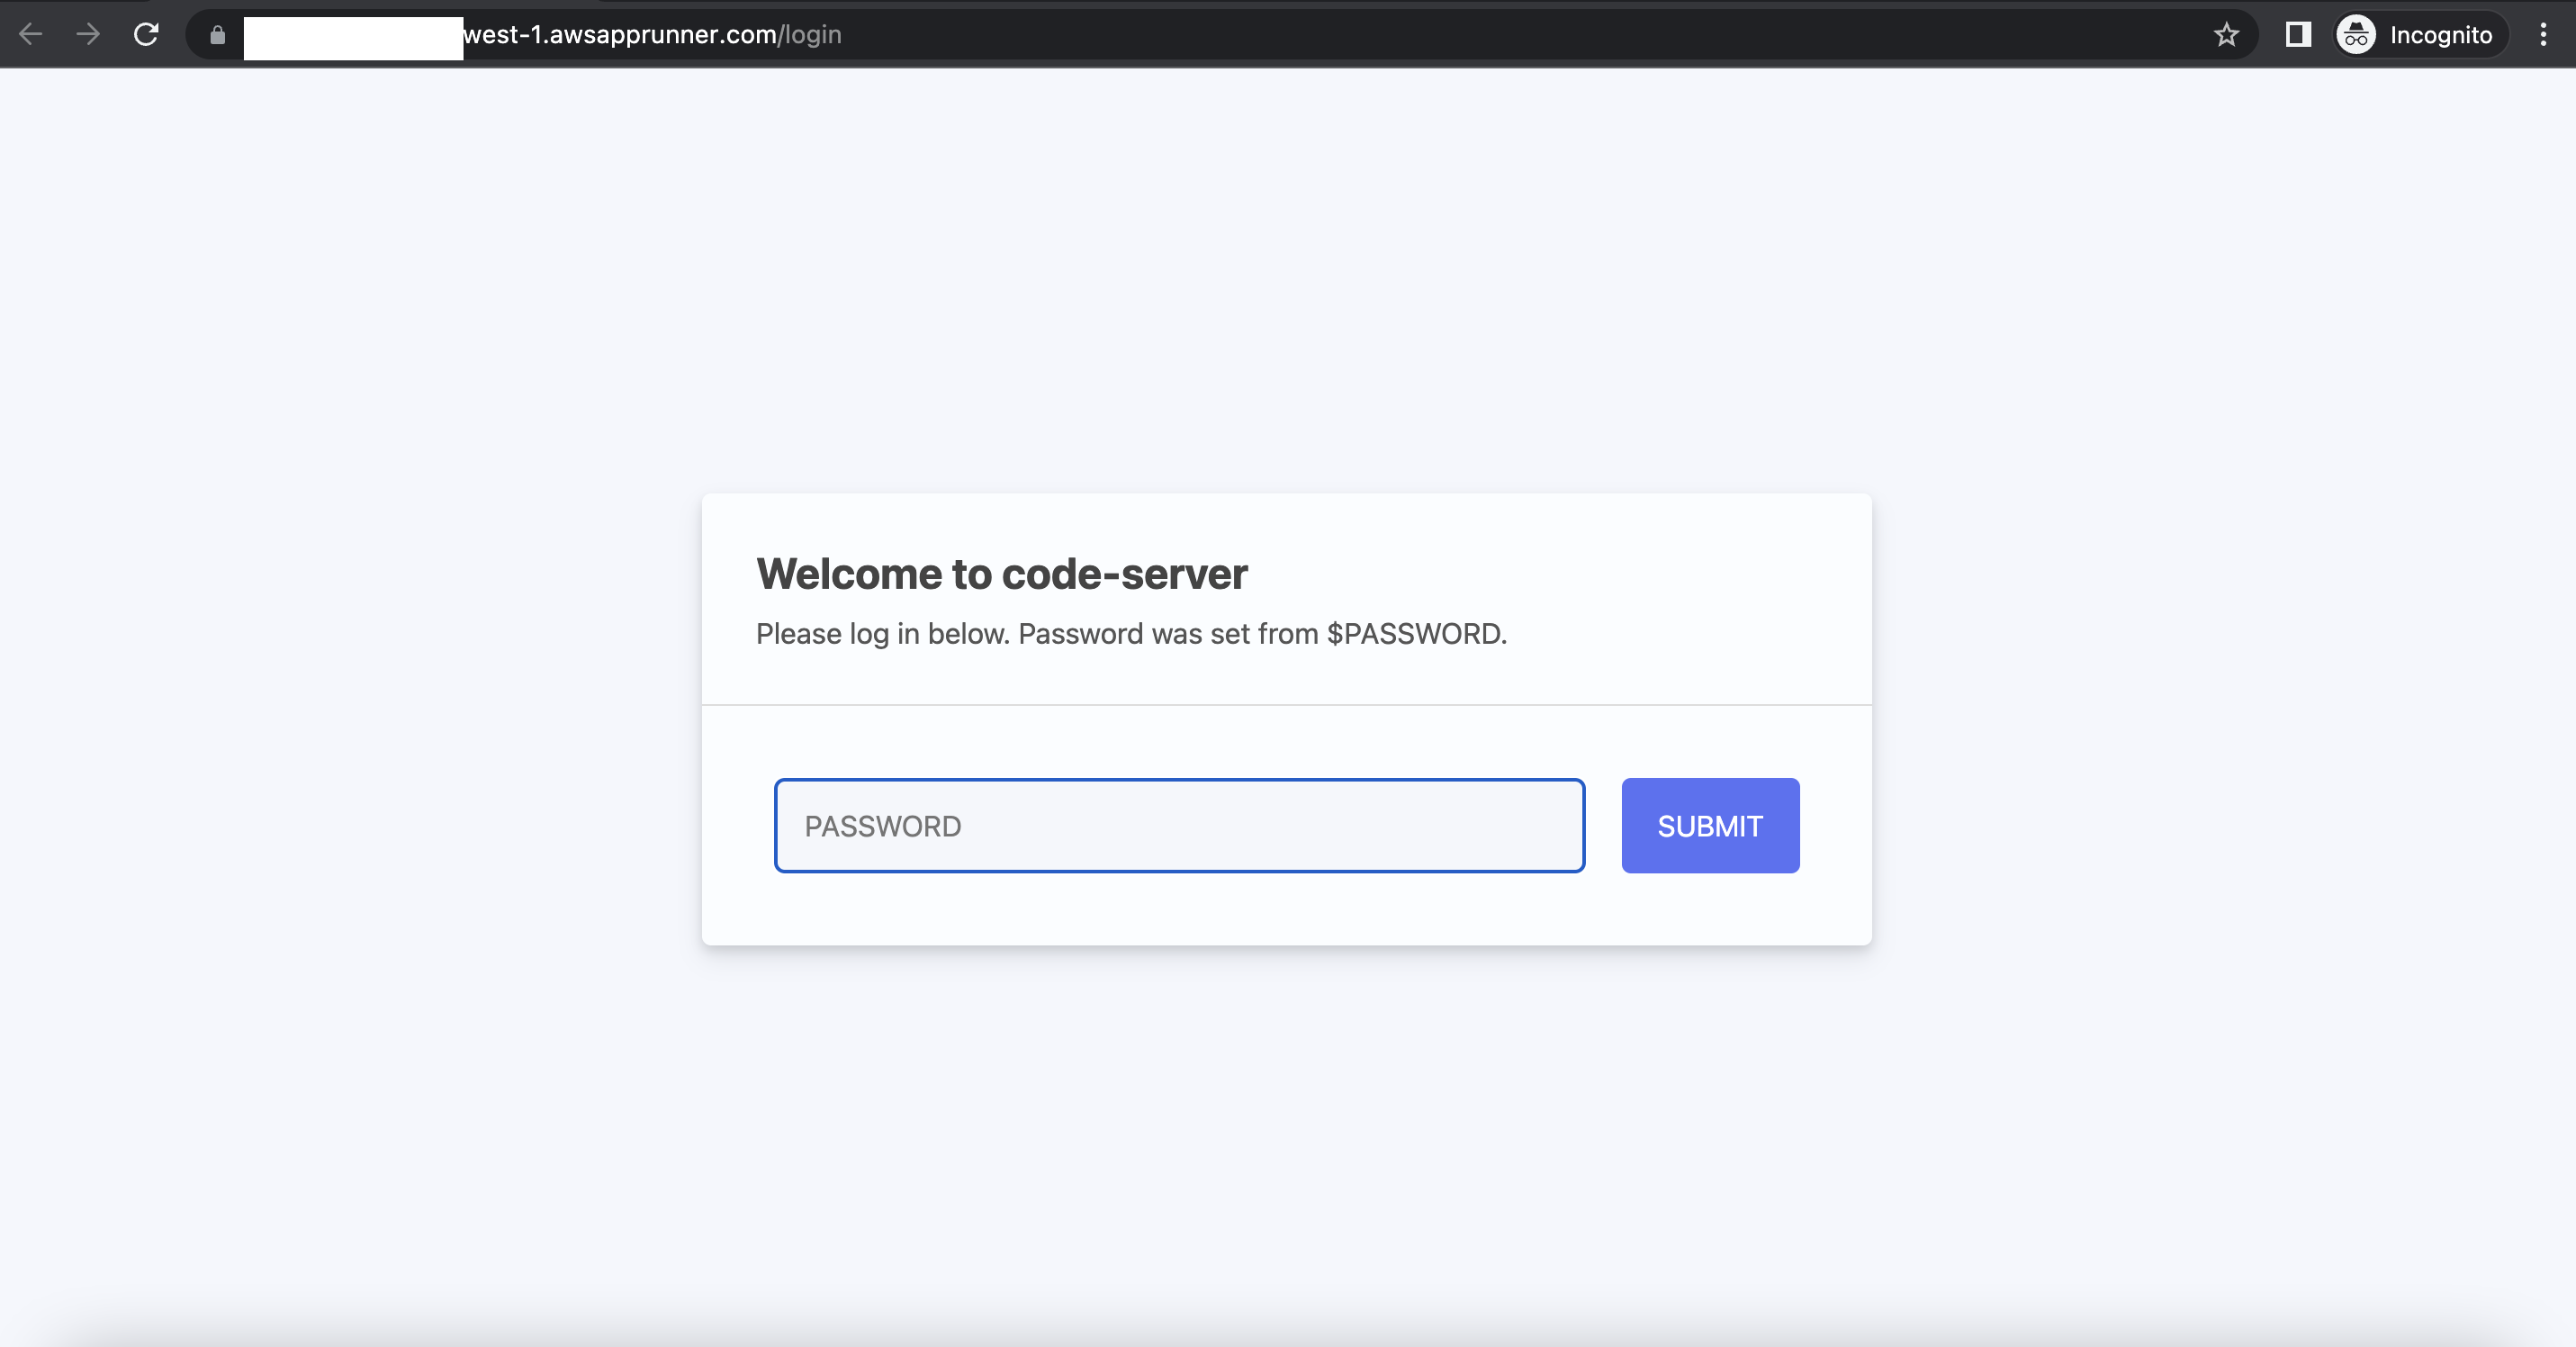 west-1.awsapprunner.com/login
Incognito
Welcome to code-server
Please log in below. Password was set from $PASSWORD.
PASSWORD
SUBMIT